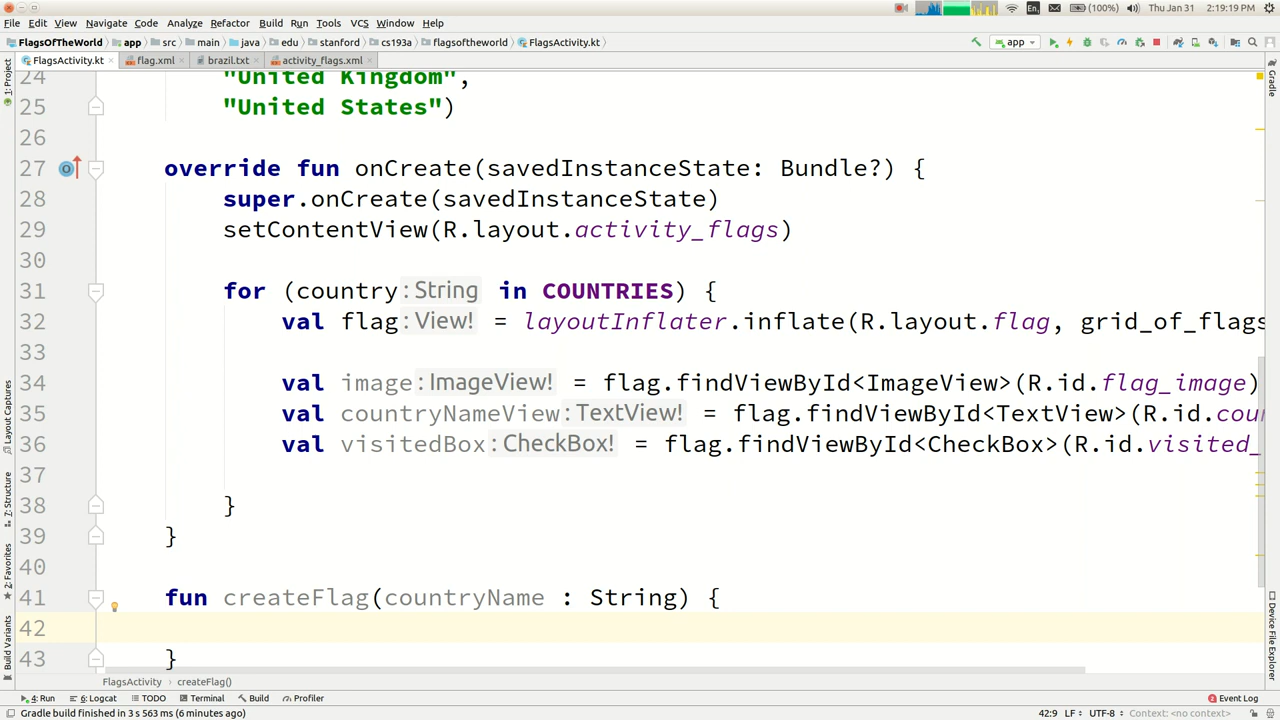 Thu Jan 31 2:19:19 PM
(100%)
En
File Edit View Navigate Code Analyze Refactor Build Run Tools VCS Window Help
FlagsOfTheWorld app src main java edu stanford cs193a flagsoftheworld FlagsActivity.kt
app
FlagsActivity.kt flag.xml brazil.txt activity_flags.xml
24 "United Kingdom",
25 "United States")
26
27 override fun onCreate(savedInstanceState: Bundle?) {
28 super.onCreate(savedInstanceState)
29 setContentView(R.layout.activity_flags)
30
31 for (country: String in COUNTRIES) {
32 val flag: View! = layoutInflater.inflate(R.layout.flag, grid_of_flags
33
34 val image: ImageView! = flag.findViewById<ImageView>(R.id.flag_image)
35 val countryNameView: TextView! = flag.findViewById<TextView>(R.id.cou
36 val visitedBox: CheckBox! = flag.findViewById<CheckBox>(R.id.visited_
37
38 }
39 }
40
41 fun createFlag(countryName : String) {
42
43 }
FlagsActivity createFlag()
1: Project
Layout Captures
7: Structure
2: Favorites
Build Variants
Gradle
Device File Explorer
4: Run 6: Logcat TODO Terminal Build Profiler 2 Event Log
Gradle build finished in 3 s 563 ms (6 minutes ago) 42:9 LF UTF-8 Context: <no context>